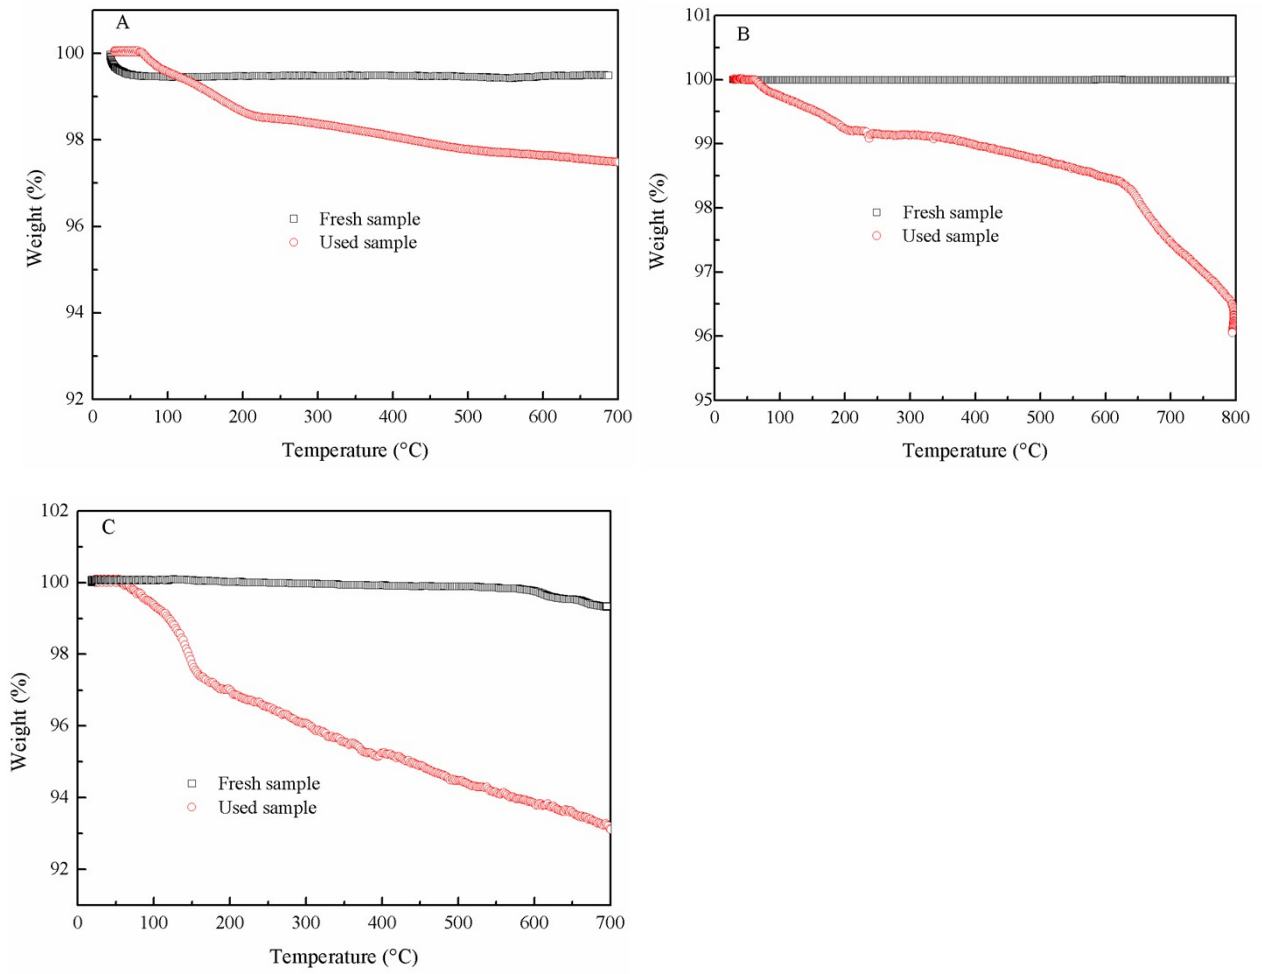 A
100
98
96
94
92
Weight (%)
Fresh sample
Used sample
0 100 200 300 400 500 600 700
Temperature (°C)
B
101
100
99
98
97
96
95
Weight (%)
Fresh sample
Used sample
0 100 200 300 400 500 600 700 800
Temperature (°C)
C
102
100
98
96
94
92
Weight (%)
Fresh sample
Used sample
0 100 200 300 400 500 600 700
Temperature (°C)